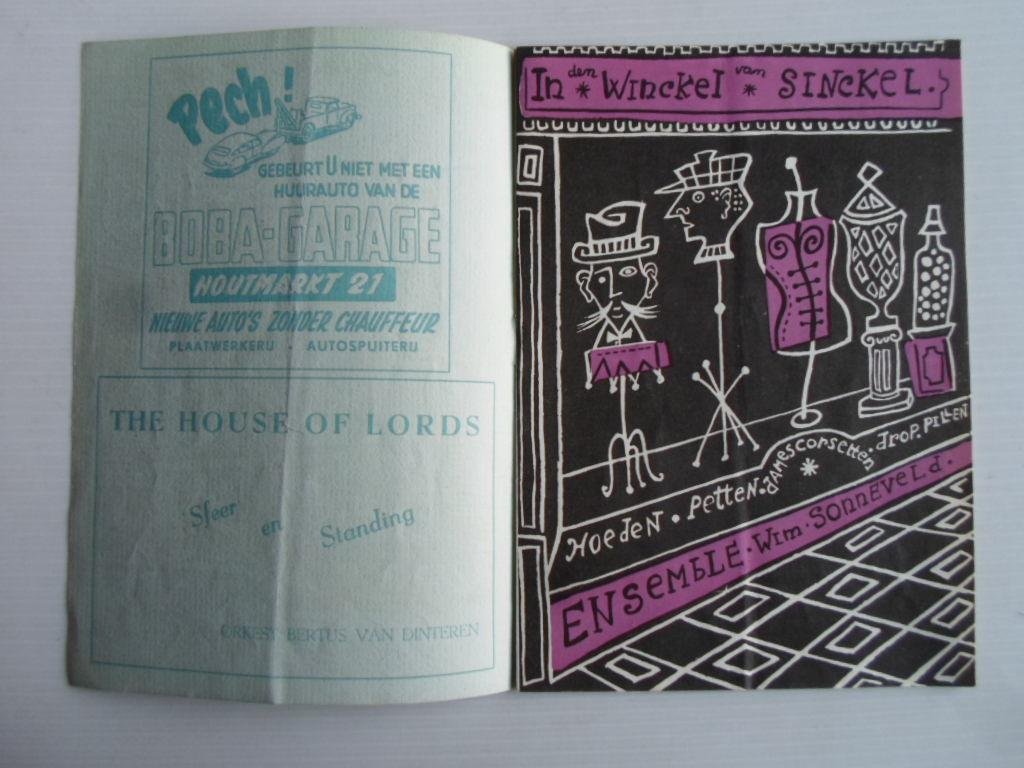 Pech!
GEBEURT U NIET MET EEN
HUURAUTO VAN DE
BOBA-GARAGE
HOUTMARKT 21
NIEUWE AUTO'S ZONDER CHAUFFEUR
PLAATWERKERIJ · AUTOSPUITERIJ
THE HOUSE OF LORDS
Sfeer en Standing
ORKEST BERTUS VAN DINTEREN
In den Winckel van SINCKEL.
HOEDEN · PETTEN · DAMESCORSETTEN · DROP · PILLEN
ENSEMBLE · Wim · SONNEVELD.